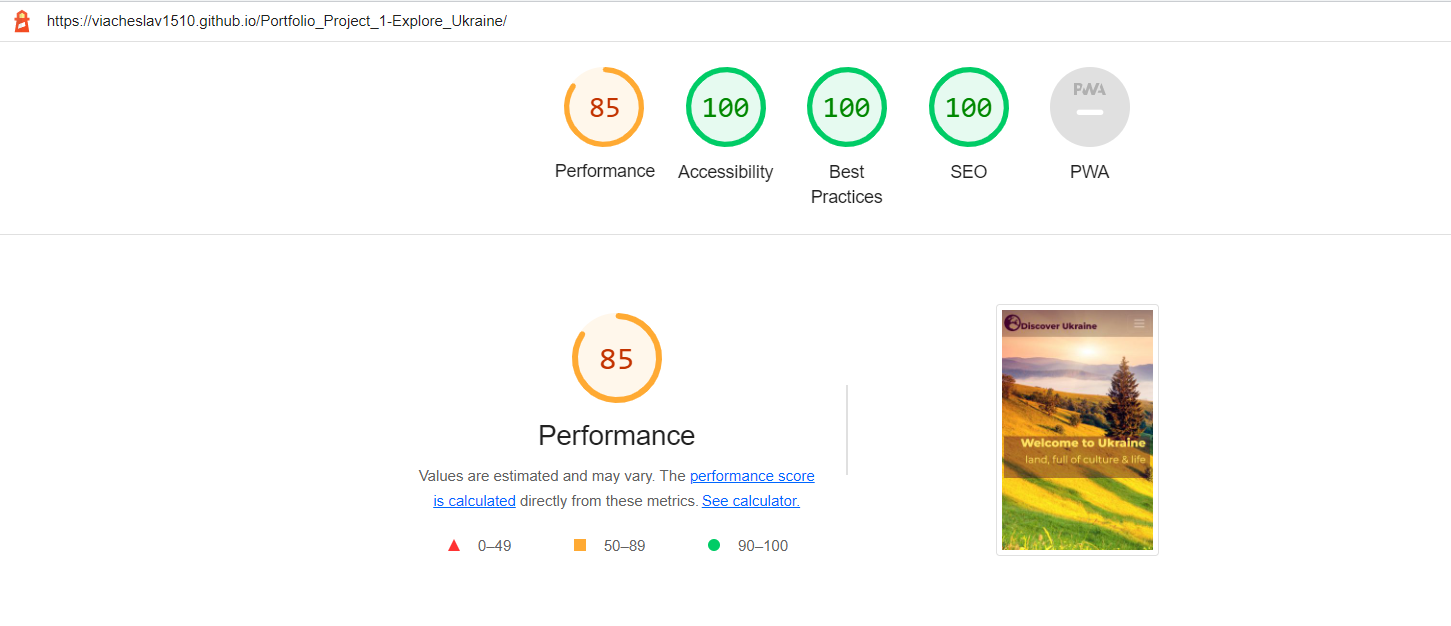 https://viacheslav1510.github.io/Portfolio_Project_1-Explore_Ukraine/
85
100
100
100
PWA
Performance
Accessibility
Best
Practices
SEO
PWA
85
Performance
Values are estimated and may vary. The performance score
is calculated directly from these metrics. See calculator.
0–49
50–89
90–100
Discover Ukraine
Welcome to Ukraine
land, full of culture & life